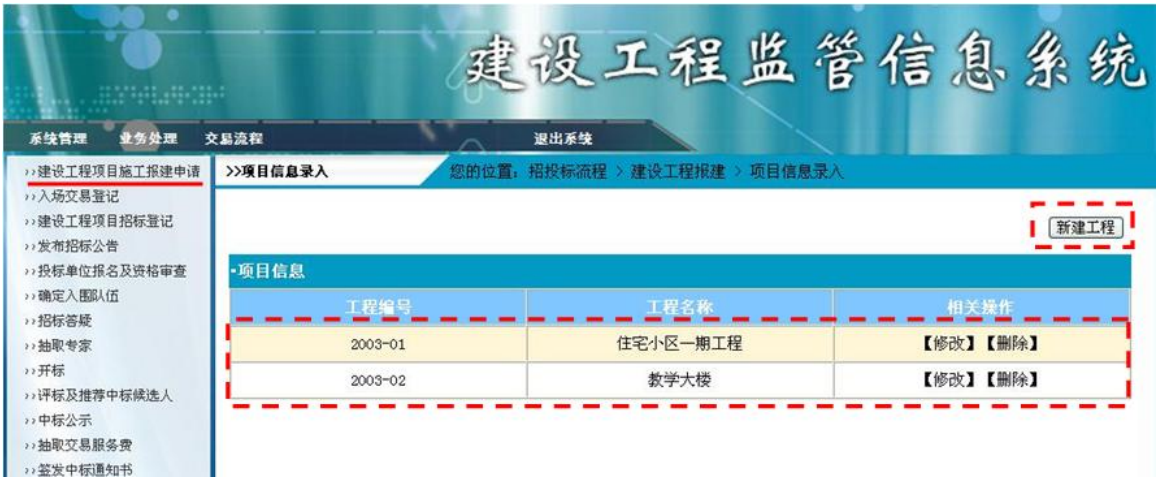 建设工程监管信息系统
系统管理 业务处理 交易流程 退出系统
>>项目信息录入 您的位置：招投标流程 > 建设工程报建 > 项目信息录入
>>建设工程项目施工报建申请
>>入场交易登记
>>建设工程项目招标登记
>>发布招标公告
>>投标单位报名及资格审查
>>确定入围队伍
>>招标答疑
>>抽取专家
>>开标
>>评标及推荐中标候选人
>>中标公示
>>抽取交易服务费
>>签发中标通知书
新建工程
▪项目信息
工程编号 工程名称 相关操作
2003-01 住宅小区一期工程 【修改】【删除】
2003-02 教学大楼 【修改】【删除】